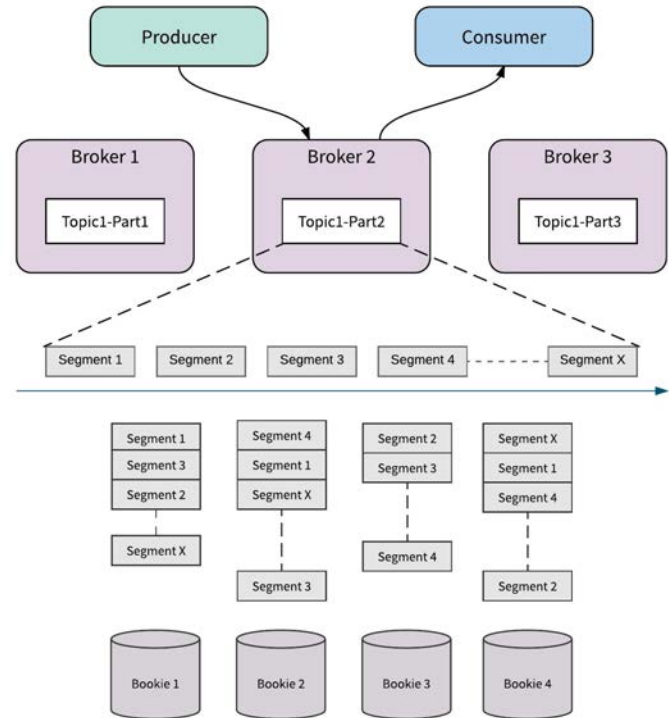 Producer
Consumer
Broker 1
Broker 2
Broker 3
Topic1-Part1
Topic1-Part2
Topic1-Part3
Segment 1
Segment 2
Segment 3
Segment 4
Segment X
Segment 1
Segment 3
Segment 2
Segment X
Segment 4
Segment 1
Segment X
Segment 3
Segment 2
Segment 3
Segment 4
Segment X
Segment 1
Segment 4
Segment 2
Bookie 1
Bookie 2
Bookie 3
Bookie 4